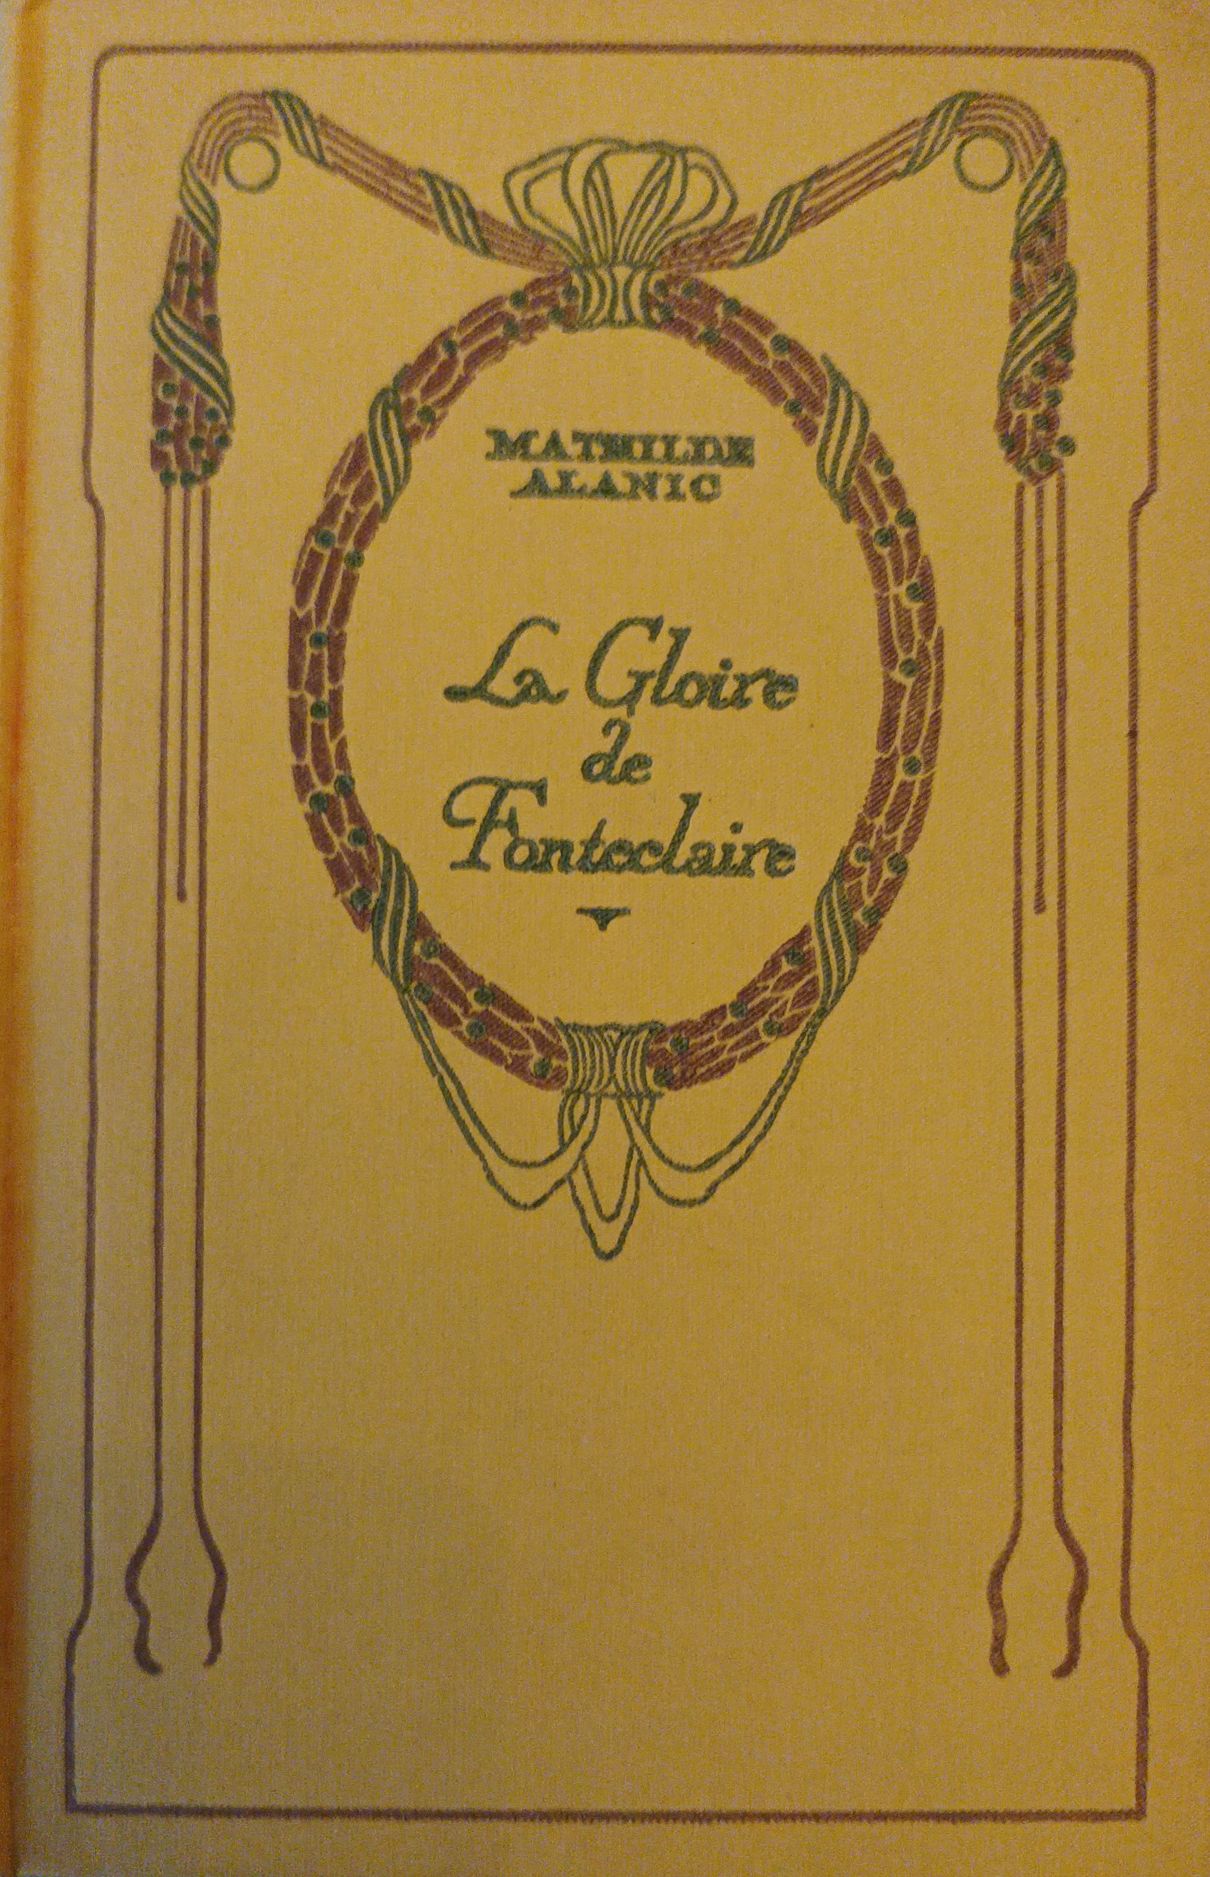 MATHILDE
ALANIC
La Gloire
de
Fonteclaire